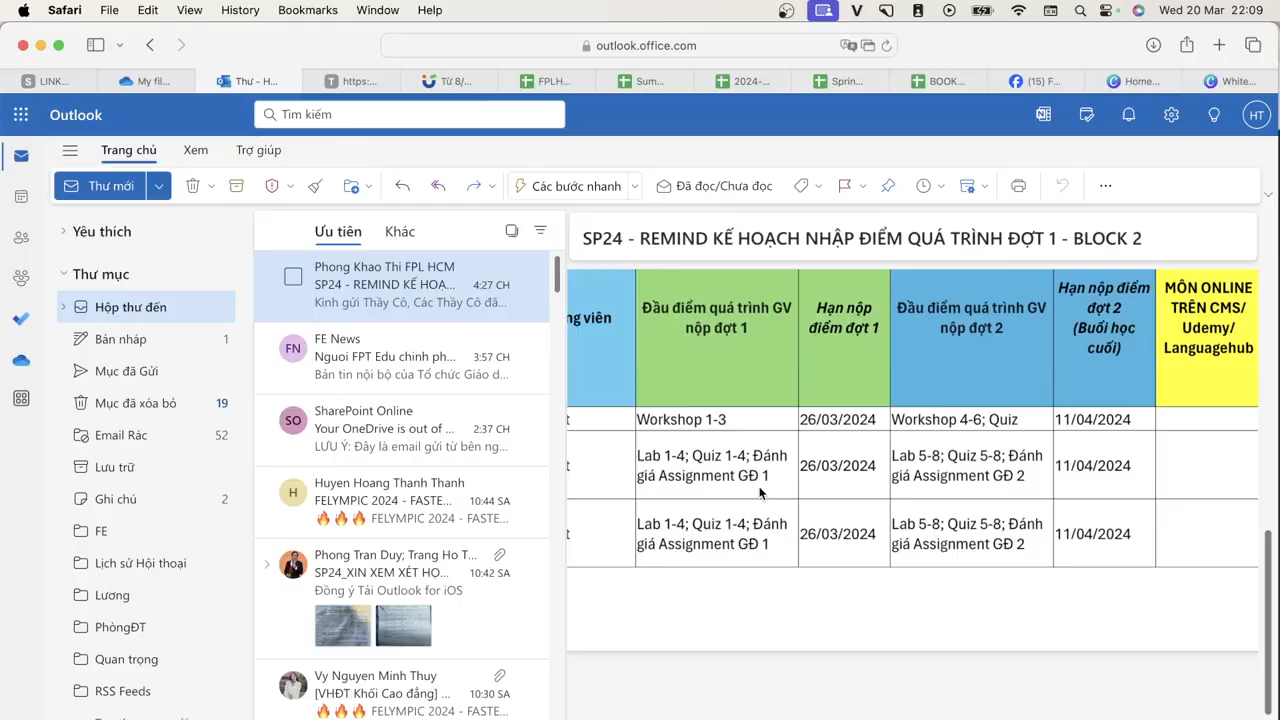 Safari File Edit View History Bookmarks Window Help Wed 20 Mar 22:09
outlook.office.com
LINK... My fil... Thư - H... https:... Từ 8/... FPLH... Sum... 2024-... Sprin... BOOK... (15) F... Home... White...
Outlook
Tìm kiếm
HT
Trang chủ Xem Trợ giúp
Thư mới
Các bước nhanh
Đã đọc/Chưa đọc
Yêu thích
Thư mục
Hộp thư đến
Bản nháp 1
Mục đã Gửi
Mục đã xóa bỏ 19
Email Rác 52
Lưu trữ
Ghi chú 2
FE
Lịch sử Hội thoại
Lương
PhòngĐT
Quan trọng
RSS Feeds
Ưu tiên Khác
Phong Khao Thi FPL HCM
SP24 - REMIND KẾ HOẠ... 4:27 CH
Kính gửi Thầy Cô, Các Thầy Cô đã...
FN
FE News
Nguoi FPT Edu chinh ph... 3:57 CH
Bản tin nội bộ của Tổ chức Giáo d...
SO
SharePoint Online
Your OneDrive is out of ... 2:37 CH
LƯU Ý: Đây là email gửi từ bên ng...
H
Huyen Hoang Thanh Thanh
FELYMPIC 2024 - FASTE... 10:44 SA
🔥🔥🔥 FELYMPIC 2024 - FASTE...
Phong Tran Duy; Trang Ho T...
SP24_XIN XEM XÉT HỌ... 10:42 SA
Đồng ý Tải Outlook for iOS
Vy Nguyen Minh Thuy
[VHĐT Khối Cao đẳng] ... 10:30 SA
🔥🔥🔥 FELYMPIC 2024 - FASTE...
SP24 - REMIND KẾ HOẠCH NHẬP ĐIỂM QUÁ TRÌNH ĐỢT 1 - BLOCK 2
ng viên
Đầu điểm quá trình GV
nộp đợt 1
Hạn nộp
điểm đợt 1
Đầu điểm quá trình GV
nộp đợt 2
Hạn nộp điểm
đợt 2
(Buổi học
cuối)
MÔN ONLINE
TRÊN CMS/
Udemy/
Languagehub
t Workshop 1-3 26/03/2024 Workshop 4-6; Quiz 11/04/2024
Lab 1-4; Quiz 1-4; Đánh
giá Assignment GĐ 1
t 26/03/2024
Lab 5-8; Quiz 5-8; Đánh
giá Assignment GĐ 2
11/04/2024
Lab 1-4; Quiz 1-4; Đánh
giá Assignment GĐ 1
t 26/03/2024
Lab 5-8; Quiz 5-8; Đánh
giá Assignment GĐ 2
11/04/2024